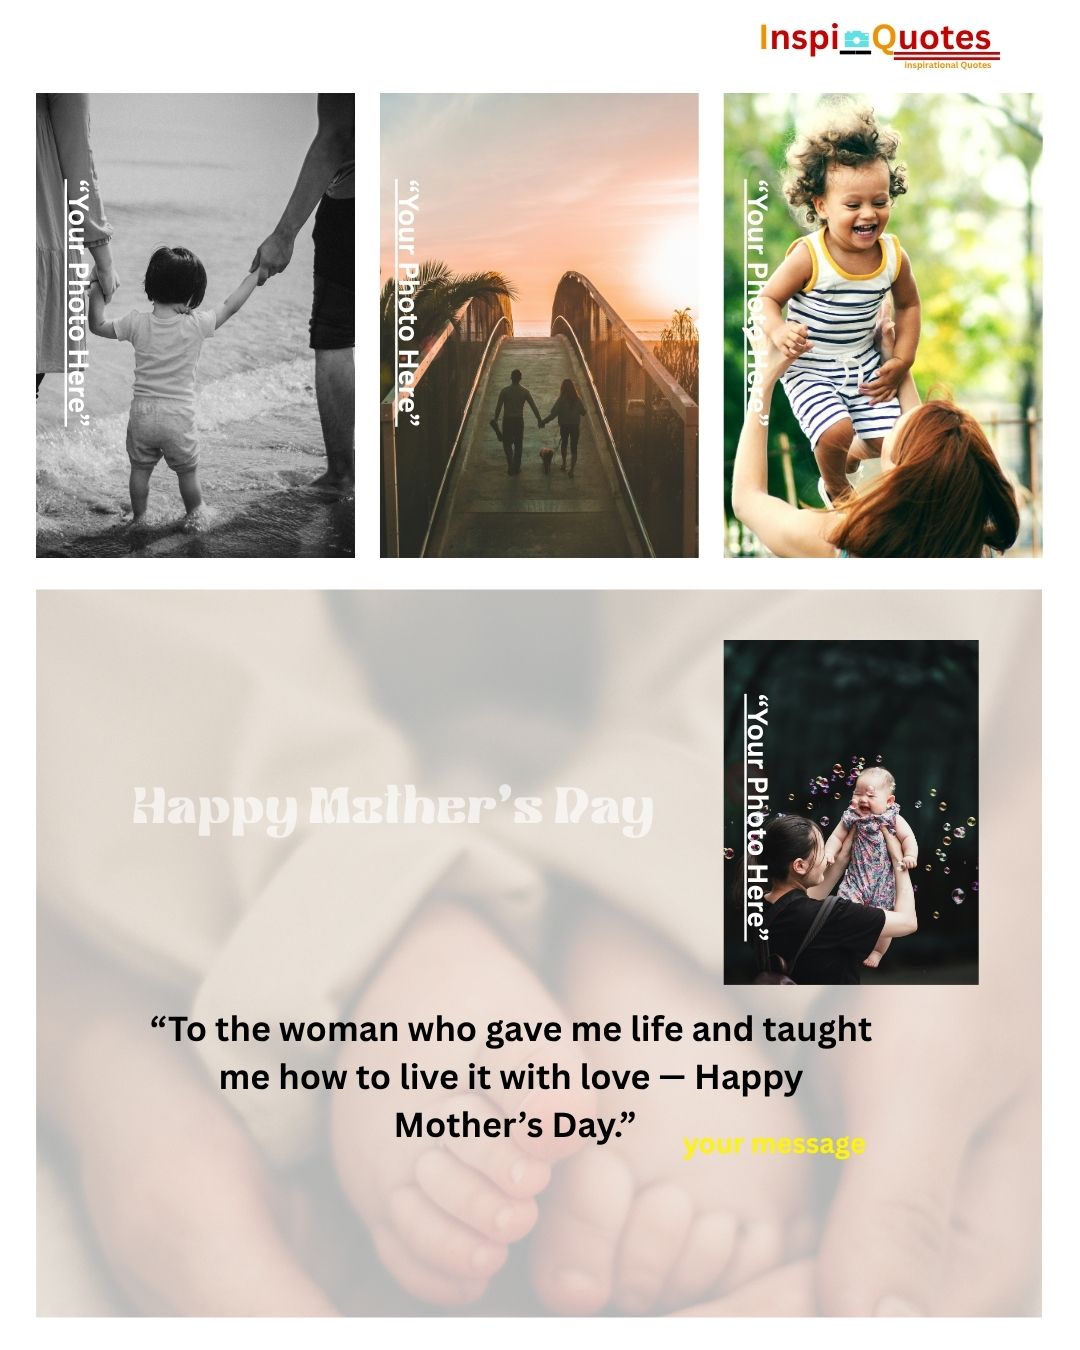 InspiQuotes
inspirational Quotes
“Your Photo Here”
“Your Photo Here”
“Your Photo Here”
“Your Photo Here”
Happy Mother’s Day
“To the woman who gave me life and taught
me how to live it with love — Happy
Mother’s Day.”
your message